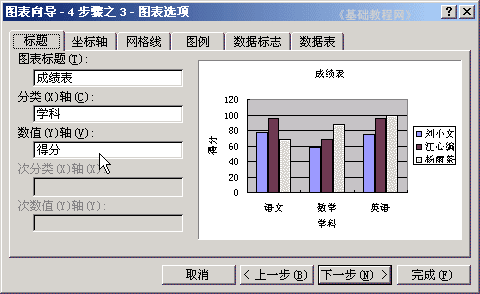 图表向导 - 4 步骤之 3 - 图表选项
《基础教程网》
标题 坐标轴 网格线 图例 数据标志 数据表
图表标题(T):
成绩表
分类(X)轴(C):
学科
数值(Y)轴(V):
得分
次分类(X)轴(X):
次数值(Y)轴(Y):
成绩表
得分
120
100
80
60
40
20
0
语文 数学 英语
学科
刘小文
江心潮
杨雨露
取消 < 上一步(B) 下一步(N) > 完成(F)